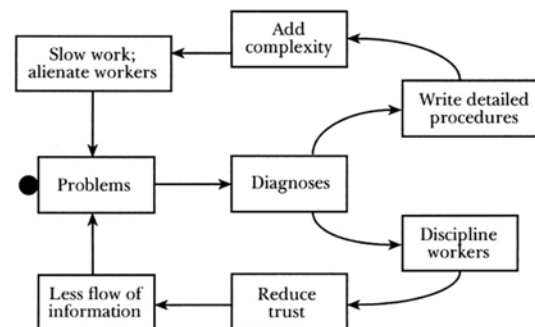 Add
complexity
Slow work;
alienate workers
Write detailed
procedures
Problems
Diagnoses
Discipline
workers
Less flow of
information
Reduce
trust